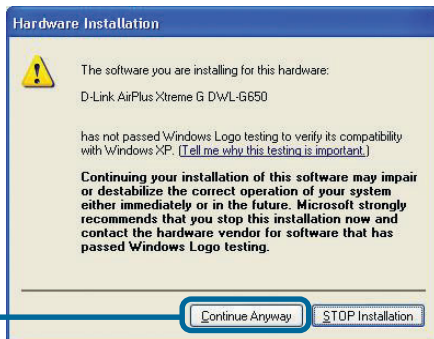 Hardware Installation
The software you are installing for this hardware:
D-Link AirPlus Xtreme G DWL-G650
has not passed Windows Logo testing to verify its compatibility
with Windows XP. (Tell me why this testing is important.)
Continuing your installation of this software may impair
or destabilize the correct operation of your system
either immediately or in the future. Microsoft strongly
recommends that you stop this installation now and
contact the hardware vendor for software that has
passed Windows Logo testing.
Continue Anyway
STOP Installation